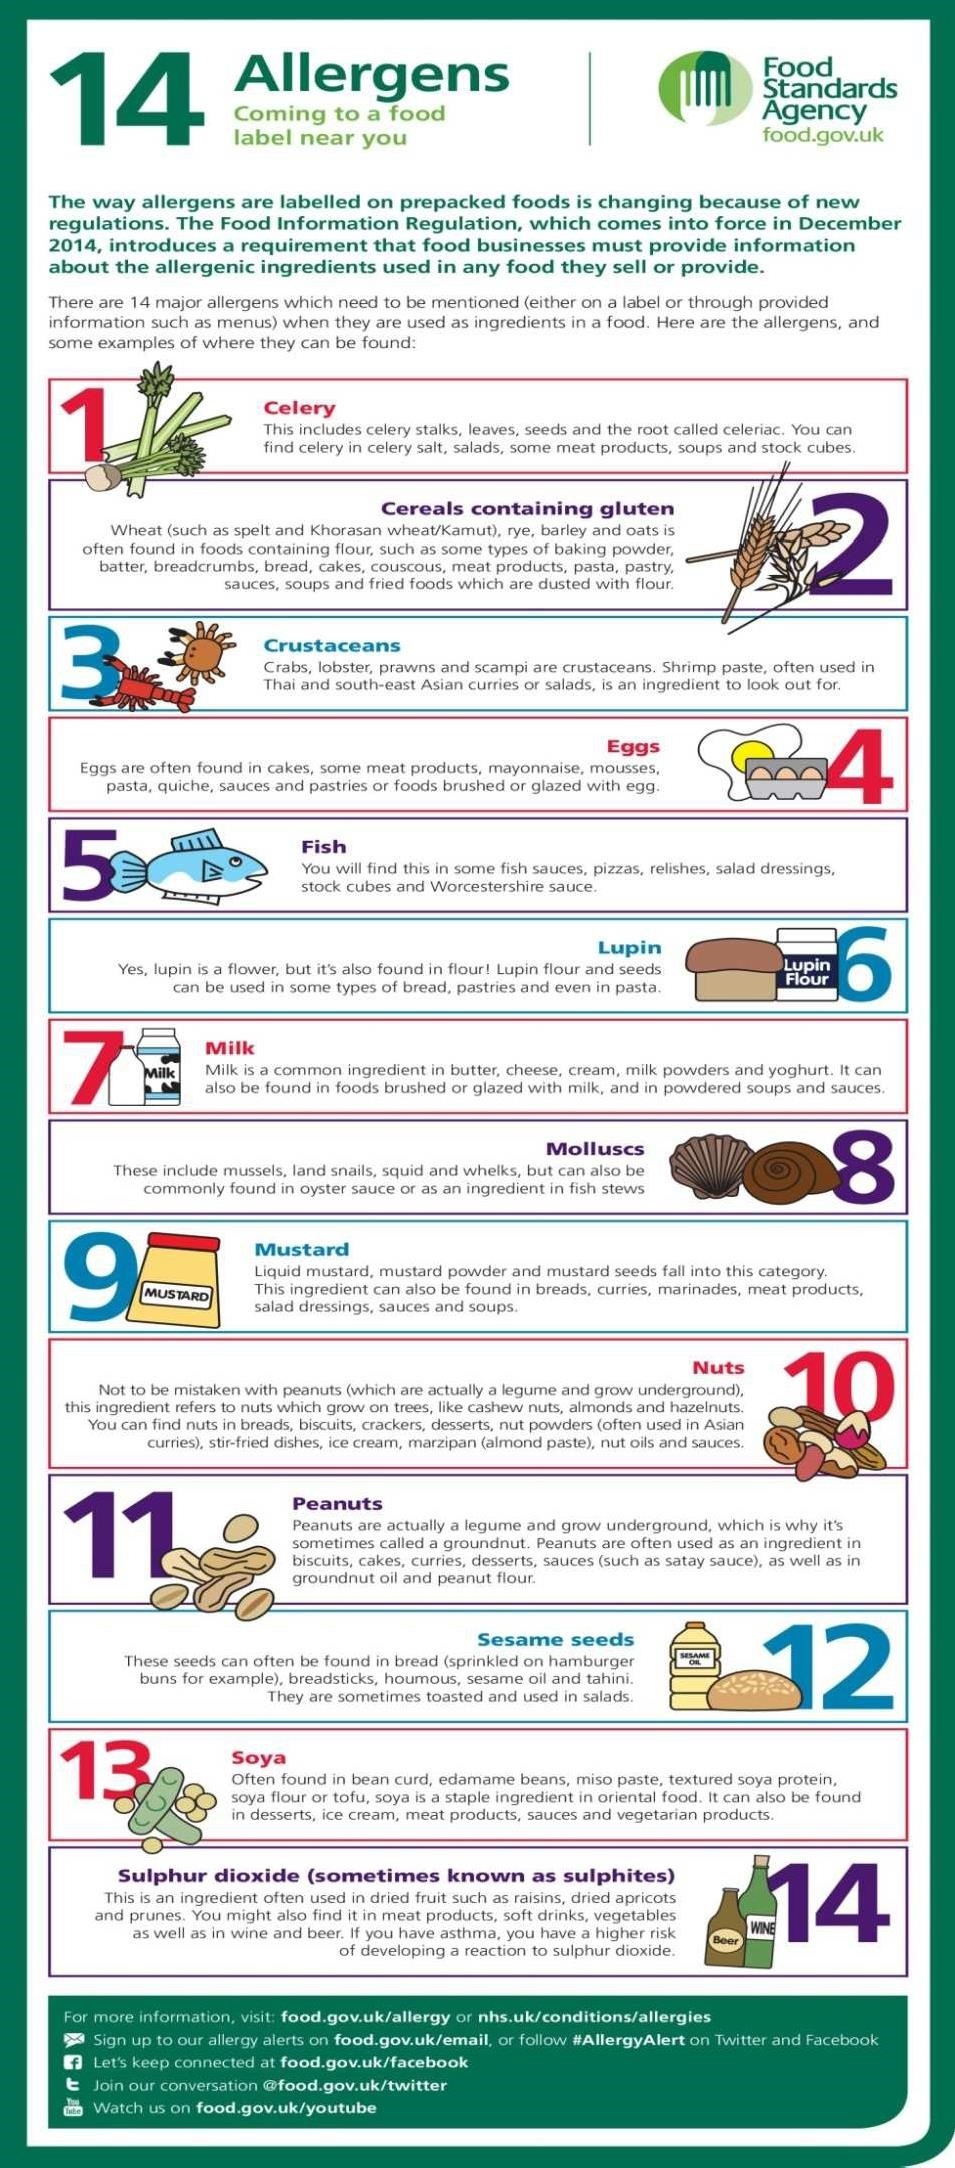 14
Allergens
Coming to a food
label near you
Food
Standards
Agency
food.gov.uk
The way allergens are labelled on prepacked foods is changing because of new
regulations. The Food Information Regulation, which comes into force in December
2014, introduces a requirement that food businesses must provide information
about the allergenic ingredients used in any food they sell or provide.
There are 14 major allergens which need to be mentioned (either on a label or through provided
information such as menus) when they are used as ingredients in a food. Here are the allergens, and
some examples of where they can be found:
1
Celery
This includes celery stalks, leaves, seeds and the root called celeriac. You can
find celery in celery salt, salads, some meat products, soups and stock cubes.
Cereals containing gluten
Wheat (such as spelt and Khorasan wheat/Kamut), rye, barley and oats is
often found in foods containing flour, such as some types of baking powder,
batter, breadcrumbs, bread, cakes, couscous, meat products, pasta, pastry,
sauces, soups and fried foods which are dusted with flour.
2
3
Crustaceans
Crabs, lobster, prawns and scampi are crustaceans. Shrimp paste, often used in
Thai and south-east Asian curries or salads, is an ingredient to look out for.
Eggs
Eggs are often found in cakes, some meat products, mayonnaise, mousses,
pasta, quiche, sauces and pastries or foods brushed or glazed with egg.
4
5
Fish
You will find this in some fish sauces, pizzas, relishes, salad dressings,
stock cubes and Worcestershire sauce.
Lupin
Yes, lupin is a flower, but it's also found in flour! Lupin flour and seeds
can be used in some types of bread, pastries and even in pasta.
Lupin
Flour
6
7
Milk
Milk
Milk is a common ingredient in butter, cheese, cream, milk powders and yoghurt. It can
also be found in foods brushed or glazed with milk, and in powdered soups and sauces.
Molluscs
These include mussels, land snails, squid and whelks, but can also be
commonly found in oyster sauce or as an ingredient in fish stews
8
9
MUSTARD
Mustard
Liquid mustard, mustard powder and mustard seeds fall into this category.
This ingredient can also be found in breads, curries, marinades, meat products,
salad dressings, sauces and soups.
Nuts
Not to be mistaken with peanuts (which are actually a legume and grow underground),
this ingredient refers to nuts which grow on trees, like cashew nuts, almonds and hazelnuts.
You can find nuts in breads, biscuits, crackers, desserts, nut powders (often used in Asian
curries), stir-fried dishes, ice cream, marzipan (almond paste), nut oils and sauces.
10
11
Peanuts
Peanuts are actually a legume and grow underground, which is why it's
sometimes called a groundnut. Peanuts are often used as an ingredient in
biscuits, cakes, curries, desserts, sauces (such as satay sauce), as well as in
groundnut oil and peanut flour.
Sesame seeds
These seeds can often be found in bread (sprinkled on hamburger
buns for example), breadsticks, houmous, sesame oil and tahini.
They are sometimes toasted and used in salads.
SESAME
OIL
12
13
Soya
Often found in bean curd, edamame beans, miso paste, textured soya protein,
soya flour or tofu, soya is a staple ingredient in oriental food. It can also be found
in desserts, ice cream, meat products, sauces and vegetarian products.
Sulphur dioxide (sometimes known as sulphites)
This is an ingredient often used in dried fruit such as raisins, dried apricots
and prunes. You might also find it in meat products, soft drinks, vegetables
as well as in wine and beer. If you have asthma, you have a higher risk
of developing a reaction to sulphur dioxide.
Beer
WINE
14
For more information, visit: food.gov.uk/allergy or nhs.uk/conditions/allergies
Sign up to our allergy alerts on food.gov.uk/email, or follow #AllergyAlert on Twitter and Facebook
f Let's keep connected at food.gov.uk/facebook
t Join our conversation @food.gov.uk/twitter
You
Tube
Watch us on food.gov.uk/youtube